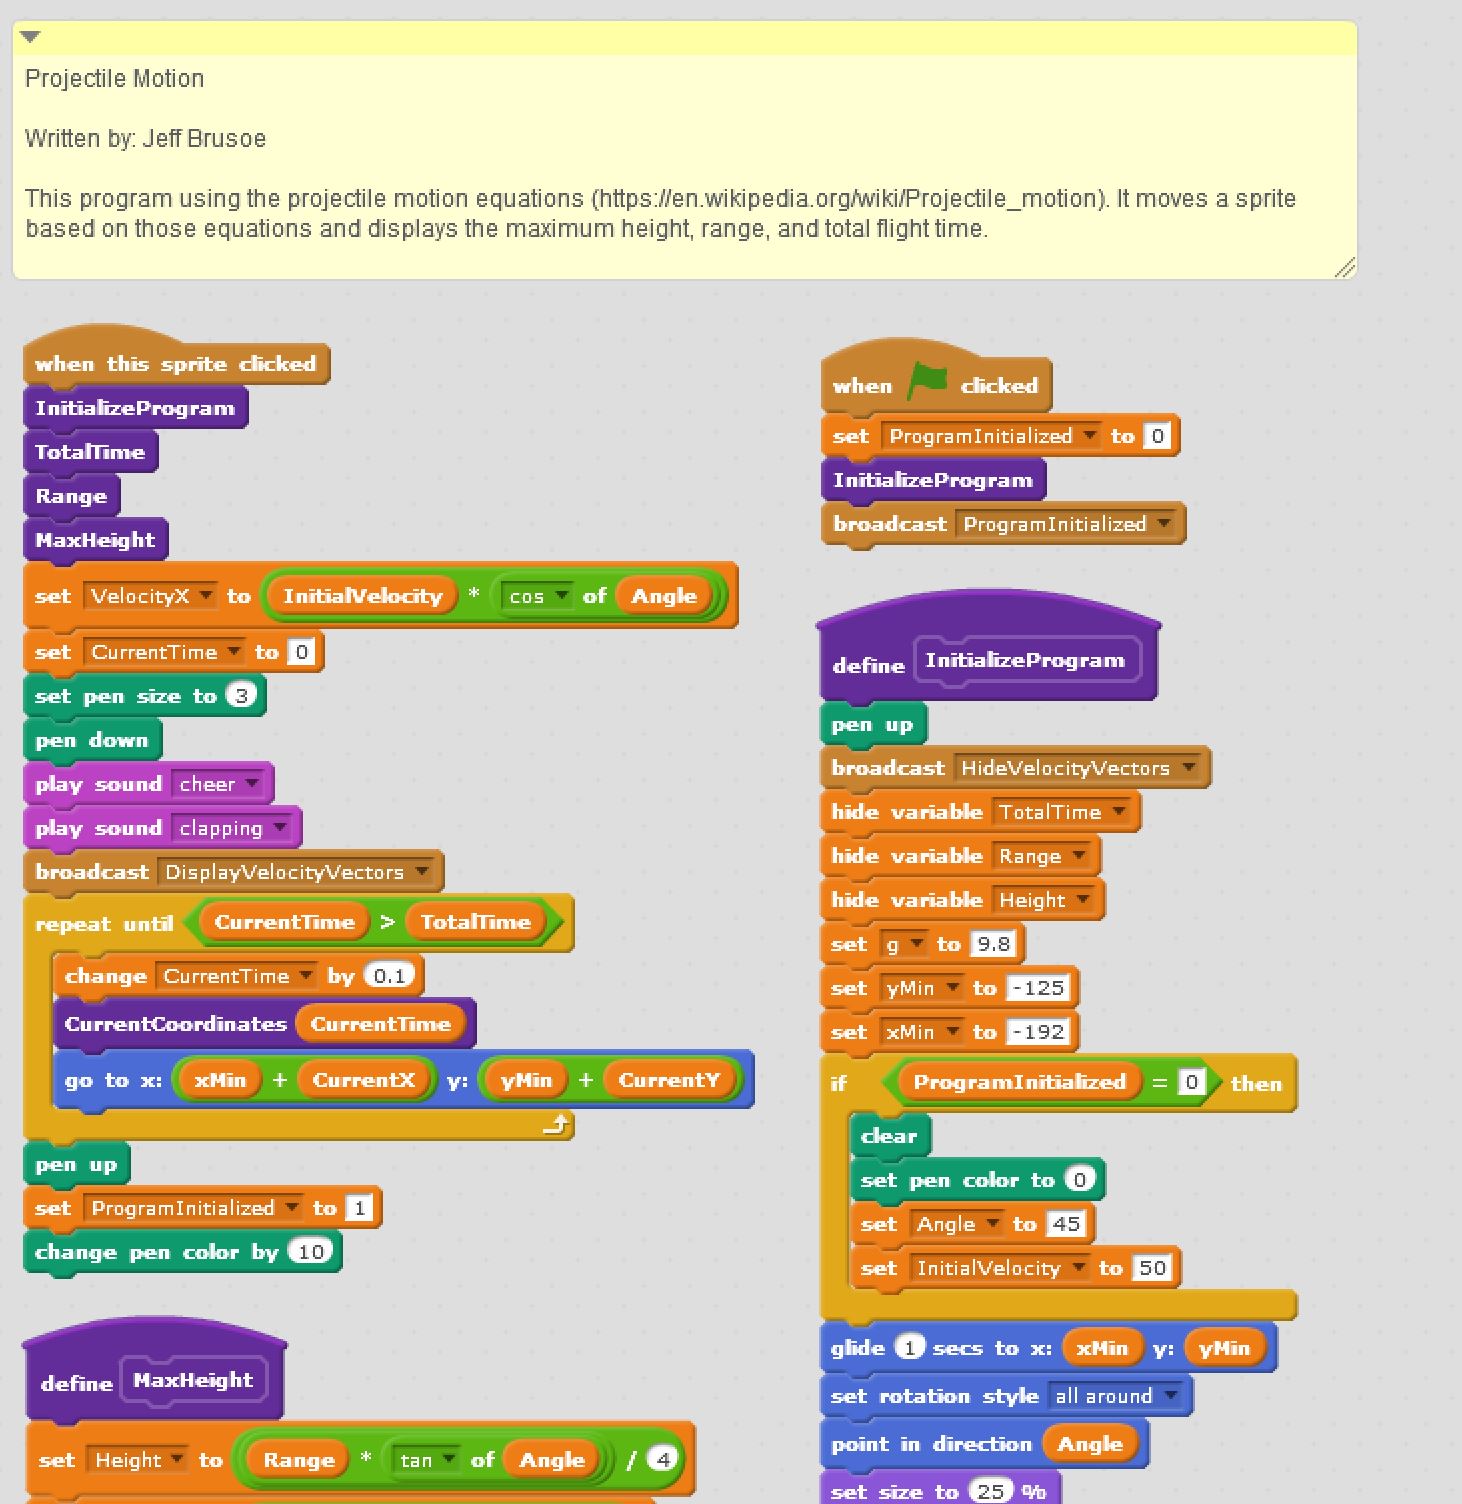 Projectile Motion
Written by: Jeff Brusoe
This program using the projectile motion equations (https://en.wikipedia.org/wiki/Projectile_motion). It moves a sprite
based on those equations and displays the maximum height, range, and total flight time.
when this sprite clicked
InitializeProgram
TotalTime
Range
MaxHeight
set VelocityX to InitialVelocity * cos of Angle
set CurrentTime to 0
set pen size to 3
pen down
play sound cheer
play sound clapping
broadcast DisplayVelocityVectors
repeat until CurrentTime > TotalTime
change CurrentTime by 0.1
CurrentCoordinates CurrentTime
go to x: xMin + CurrentX y: yMin + CurrentY
pen up
set ProgramInitialized to 1
change pen color by 10
define MaxHeight
set Height to Range * tan of Angle / 4
when clicked
set ProgramInitialized to 0
InitializeProgram
broadcast ProgramInitialized
define InitializeProgram
pen up
broadcast HideVelocityVectors
hide variable TotalTime
hide variable Range
hide variable Height
set g to 9.8
set yMin to -125
set xMin to -192
if ProgramInitialized = 0 then
clear
set pen color to 0
set Angle to 45
set InitialVelocity to 50
glide 1 secs to x: xMin y: yMin
set rotation style all around
point in direction Angle
set size to 25 %